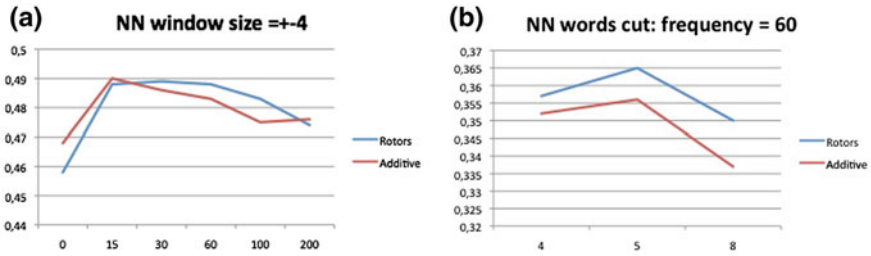 (a)
NN window size =+-4
0,5
0,49
0,48
0,47
0,46
0,45
0,44
0 15 30 60 100 200
Rotors
Additive
(b)
NN words cut: frequency = 60
0,37
0,365
0,36
0,355
0,35
0,345
0,34
0,335
0,33
0,325
0,32
4 5 8
Rotors
Additive